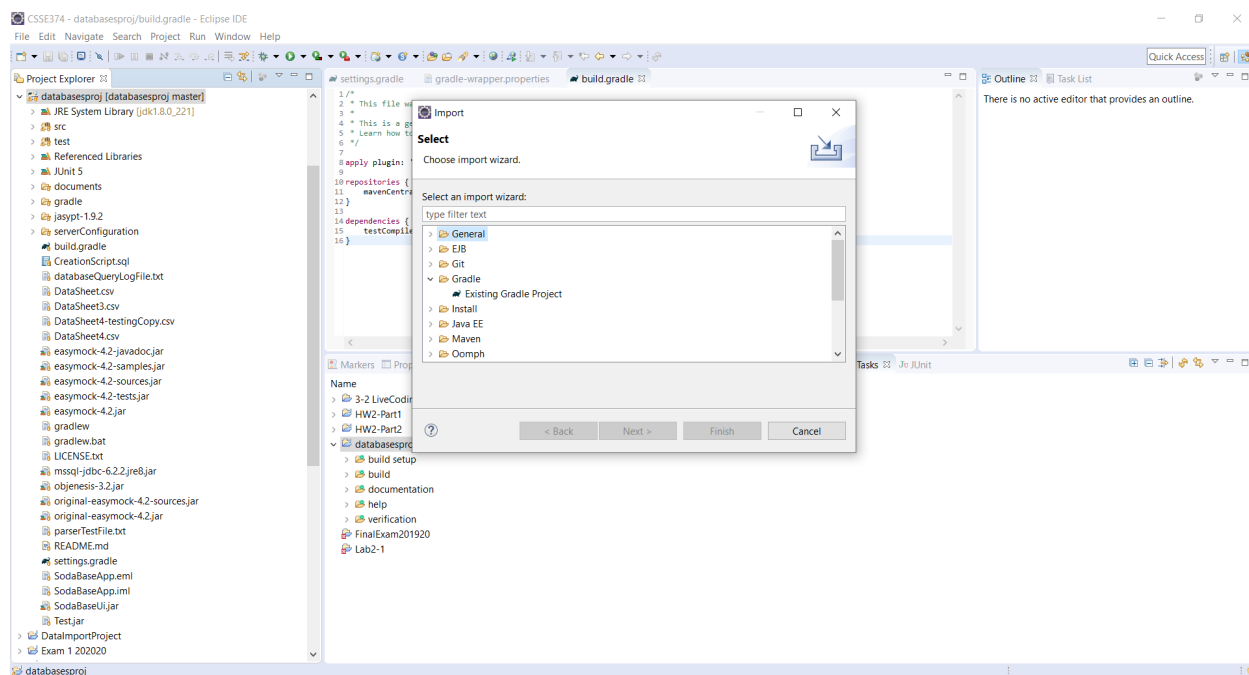 CSSE374 - databasesproj/build.gradle - Eclipse IDE
File Edit Navigate Search Project Run Window Help
Quick Access
Project Explorer
databasesproj [databasesproj master]
JRE System Library [jdk1.8.0_221]
src
test
Referenced Libraries
JUnit 5
documents
gradle
jasypt-1.9.2
serverConfiguration
build.gradle
CreationScript.sql
databaseQueryLogFile.txt
DataSheet.csv
DataSheet3.csv
DataSheet4-testingCopy.csv
DataSheet4.csv
easymock-4.2-javadoc.jar
easymock-4.2-samples.jar
easymock-4.2-sources.jar
easymock-4.2-tests.jar
easymock-4.2.jar
gradlew
gradlew.bat
LICENSE.txt
mssql-jdbc-6.2.2.jre8.jar
objenesis-3.2.jar
original-easymock-4.2-sources.jar
original-easymock-4.2.jar
parserTestFile.txt
README.md
settings.gradle
SodaBaseApp.eml
SodaBaseApp.iml
SodaBaseUi.jar
Test.jar
DataImportProject
Exam 1 202020
databasesproj
settings.gradle gradle-wrapper.properties build.gradle
1 /*
2 * This file wa
3 *
4 * This is a ge
5 * Learn how to
6 */
7
8 apply plugin: '
9
10 repositories {
11 mavenCentra
12 }
13
14 dependencies {
15 testCompile
16 }
Import
Select
Choose import wizard.
Select an import wizard:
type filter text
General
EJB
Git
Gradle
Existing Gradle Project
Install
Java EE
Maven
Oomph
? < Back Next > Finish Cancel
Outline Task List
There is no active editor that provides an outline.
Markers Prop Tasks JUnit
Name
3-2 LiveCodin
HW2-Part1
HW2-Part2
databasespro
build setup
build
documentation
help
verification
FinalExam201920
Lab2-1